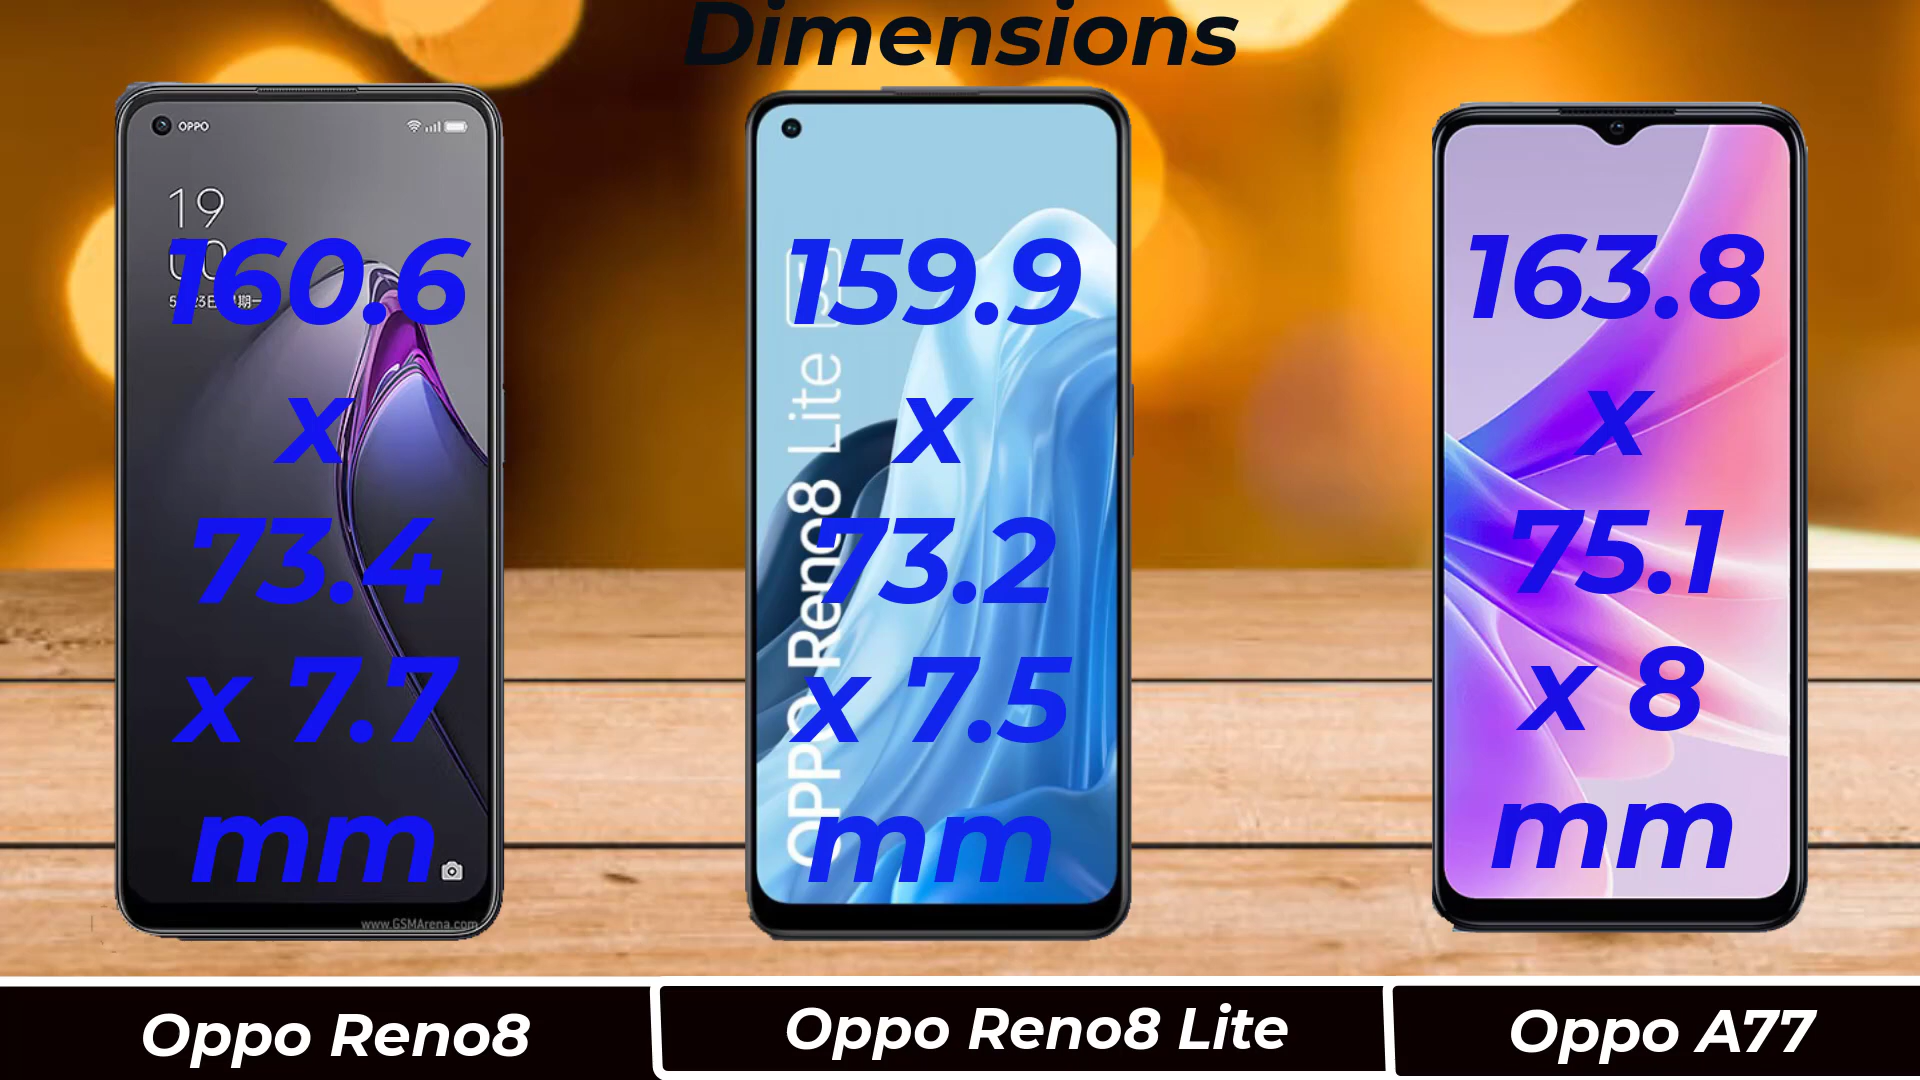 Dimensions
OPPO
19
00
160.6
x
73.4
x 7.7
mm
www.GSMArena.com
OPPO Reno8 Lite
159.9
x
73.2
x 7.5
mm
163.8
x
75.1
x 8
mm
Oppo Reno8
Oppo Reno8 Lite
Oppo A77